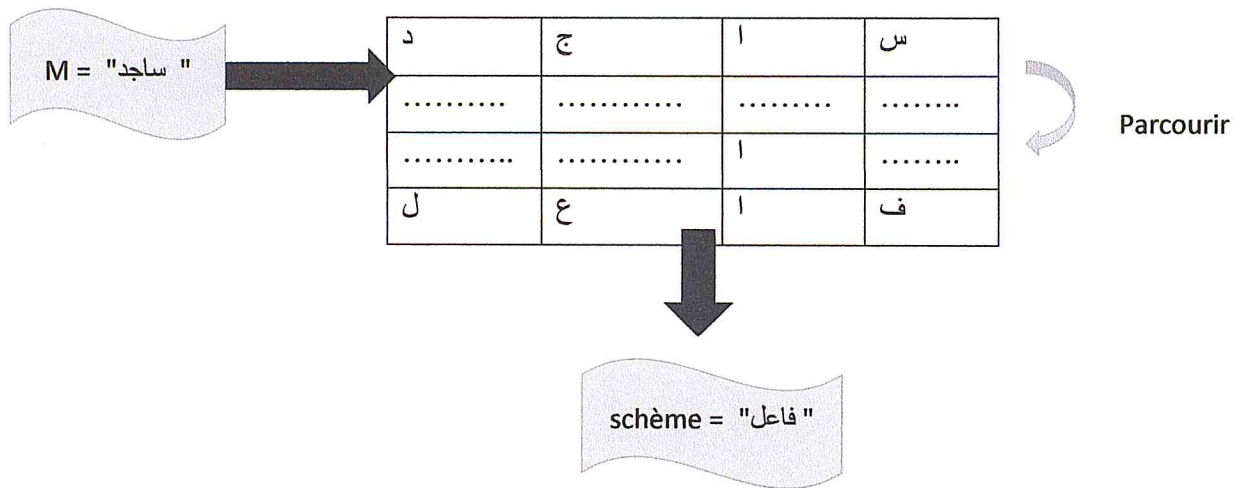 M = "ساجد"
س ا ج د
........ ......... ............ ..........
........ ا ............ ...........
ف ا ع ل
Parcourir
schème = "فاعل"